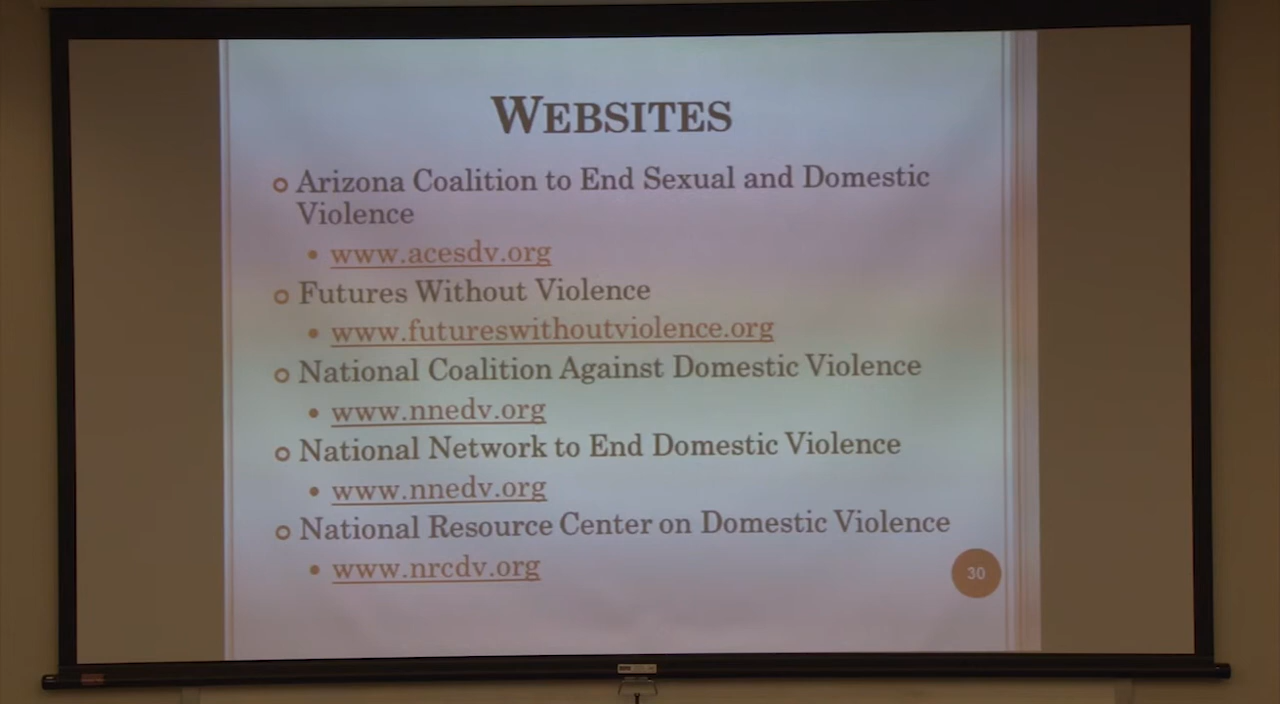 WEBSITES
Arizona Coalition to End Sexual and Domestic
Violence
www.acesdv.org
Futures Without Violence
www.futureswithoutviolence.org
National Coalition Against Domestic Violence
www.nnedv.org
National Network to End Domestic Violence
www.nnedv.org
National Resource Center on Domestic Violence
www.nrcdv.org
30